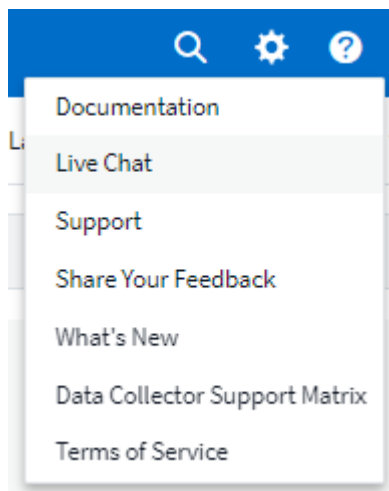 Documentation
Live Chat
Support
Share Your Feedback
What's New
Data Collector Support Matrix
Terms of Service